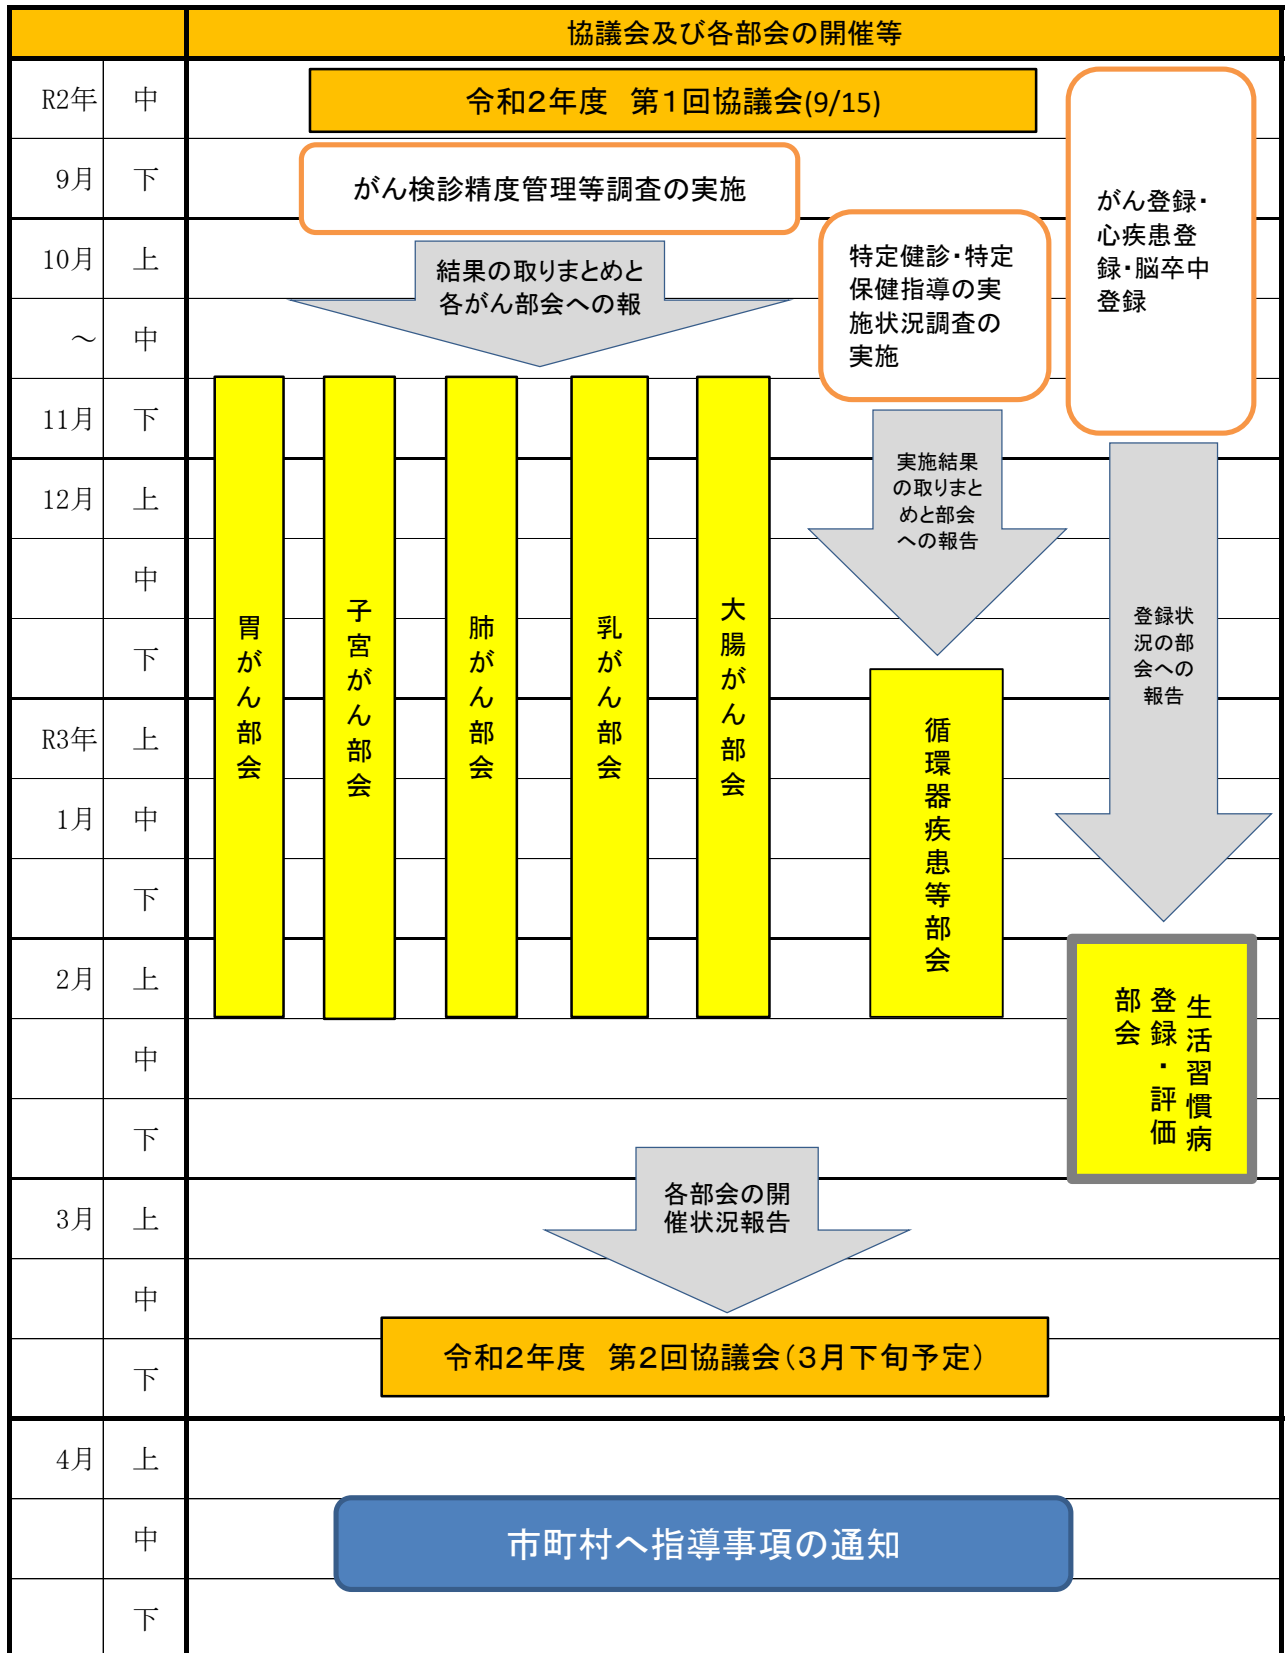 協議会及び各部会の開催等
R2年 中
令和2年度 第1回協議会(9/15)
9月 下
がん検診精度管理等調査の実施
がん登録・
心疾患登
録・脳卒中
登録
10月 上
結果の取りまとめと
各がん部会への報
特定健診・特定
保健指導の実
施状況調査の
実施
～ 中
11月 下
実施結果
の取りまと
めと部会
への報告
12月 上
中
下
登録状
況の部
会への
報告
胃がん部会
子宮がん部会
肺がん部会
乳がん部会
大腸がん部会
循環器疾患等部会
R3年 上
1月 中
下
2月 上
生活習慣病
登録・評価
部会
中
下
各部会の開
催状況報告
3月 上
中
令和2年度 第2回協議会（3月下旬予定）
下
4月 上
市町村へ指導事項の通知
中
下